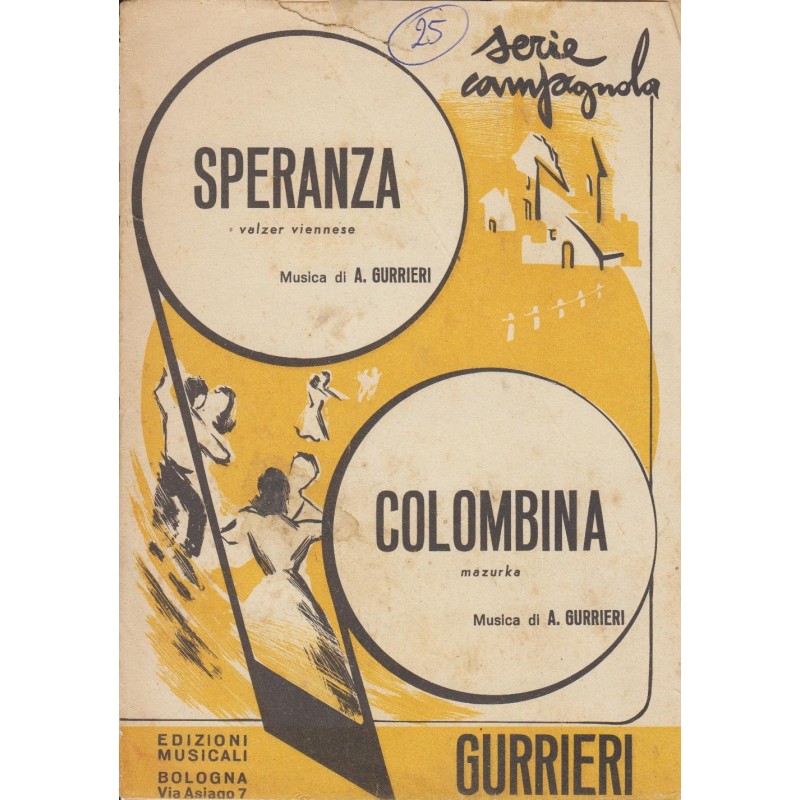 25
serie
campagnola
SPERANZA
valzer viennese
Musica di A. GURRIERI
COLOMBINA
mazurka
Musica di A. GURRIERI
EDIZIONI
MUSICALI
BOLOGNA
Via Asiago 7
GURRIERI